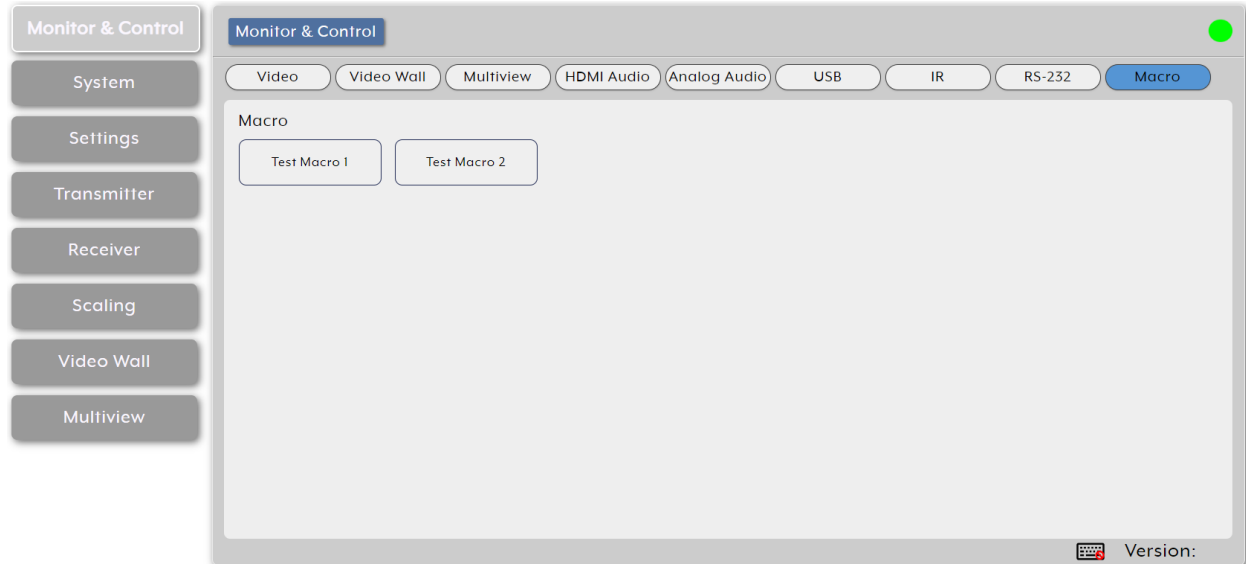 Monitor & Control
System
Settings
Transmitter
Receiver
Scaling
Video Wall
Multiview
Monitor & Control
Video Video Wall Multiview HDMI Audio Analog Audio USB IR RS-232 Macro
Macro
Test Macro 1 Test Macro 2
Version: